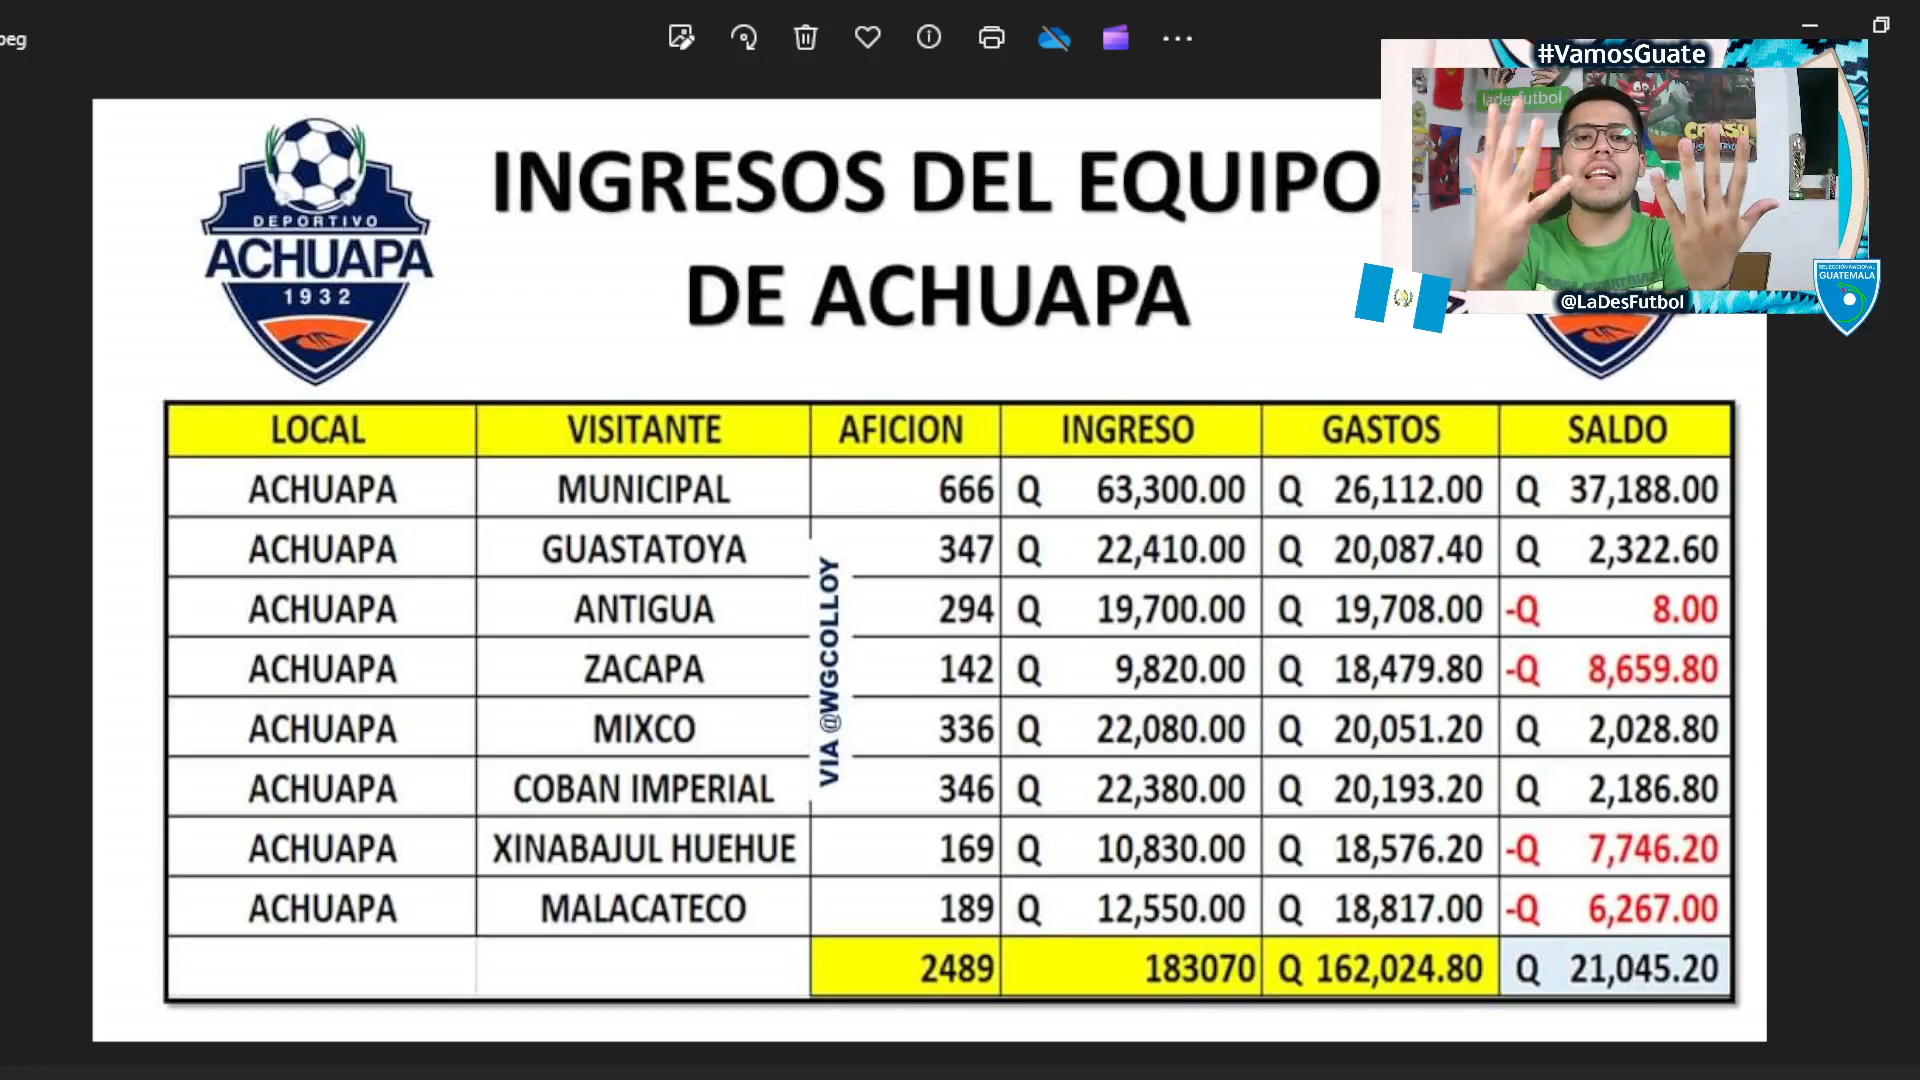 peg
#VamosGuate
ladesfutbol
CRASH
SELECCIÓN NACIONAL
GUATEMALA
@LaDesFutbol
DEPORTIVO
ACHUAPA
1932
INGRESOS DEL EQUIPO
DE ACHUAPA
LOCAL VISITANTE AFICION INGRESO GASTOS SALDO
ACHUAPA MUNICIPAL 666 Q 63,300.00 Q 26,112.00 Q 37,188.00
ACHUAPA GUASTATOYA 347 Q 22,410.00 Q 20,087.40 Q 2,322.60
ACHUAPA ANTIGUA 294 Q 19,700.00 Q 19,708.00 -Q 8.00
ACHUAPA ZACAPA 142 Q 9,820.00 Q 18,479.80 -Q 8,659.80
ACHUAPA MIXCO 336 Q 22,080.00 Q 20,051.20 Q 2,028.80
ACHUAPA COBAN IMPERIAL 346 Q 22,380.00 Q 20,193.20 Q 2,186.80
ACHUAPA XINABAJUL HUEHUE 169 Q 10,830.00 Q 18,576.20 -Q 7,746.20
ACHUAPA MALACATECO 189 Q 12,550.00 Q 18,817.00 -Q 6,267.00
2489 183070 Q 162,024.80 Q 21,045.20
VIA @WGCOLLOY